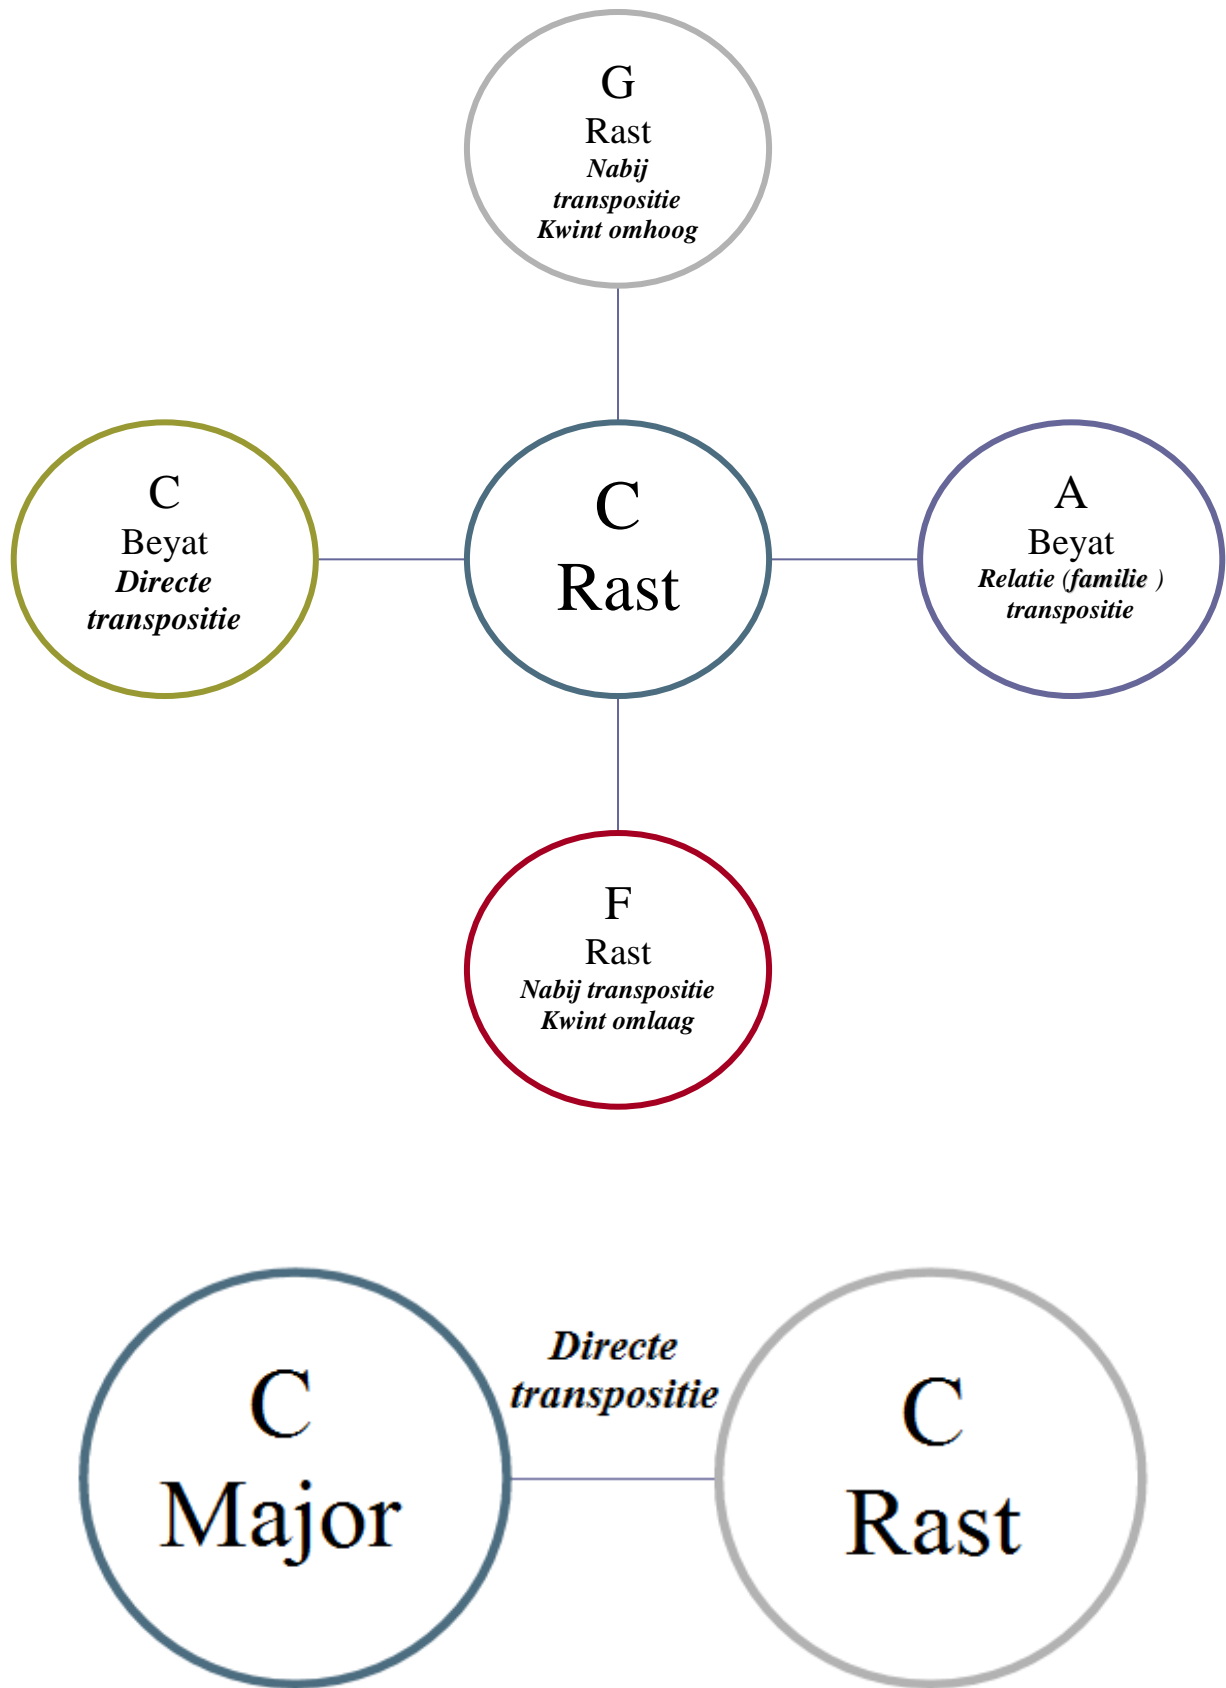 G
Rast
Nabij
transpositie
Kwint omhoog
C
Beyat
Directe
transpositie
C
Rast
A
Beyat
Relatie (familie )
transpositie
F
Rast
Nabij transpositie
Kwint omlaag
C
Major
Directe
transpositie
C
Rast